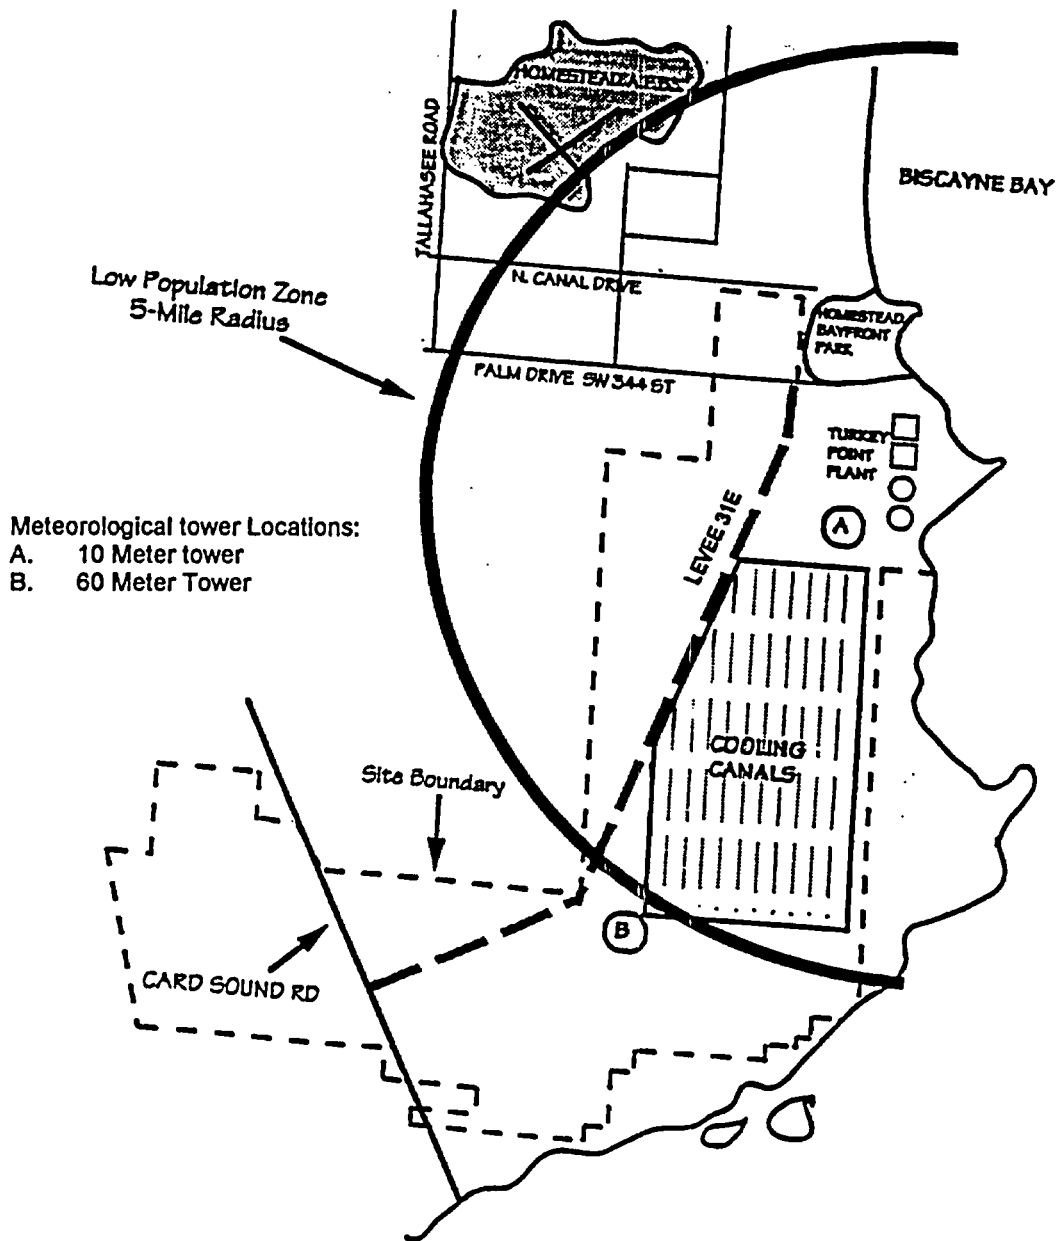 HOMESTEAD A.F.B.
TALLAHASEE ROAD
BISCAYNE BAY
Low Population Zone
5-Mile Radius
N. CANAL DRIVE
HOMESTEAD
BAYFRONT
PARK
PALM DRIVE SW 344 ST
TURKEY
POINT
PLANT
A
Meteorological tower Locations:
A. 10 Meter tower
B. 60 Meter Tower
LEVEE 31E
COOLING
CANALS
Site Boundary
B
CARD SOUND RD